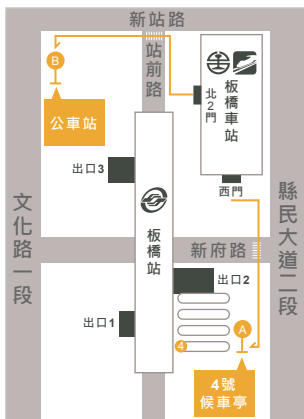 新站路
站前路
B
公車站
北2門
板橋車站
西門
出口3
板橋站
文化路一段
縣民大道二段
新府路
出口2
出口1
4
A
4號
候車亭